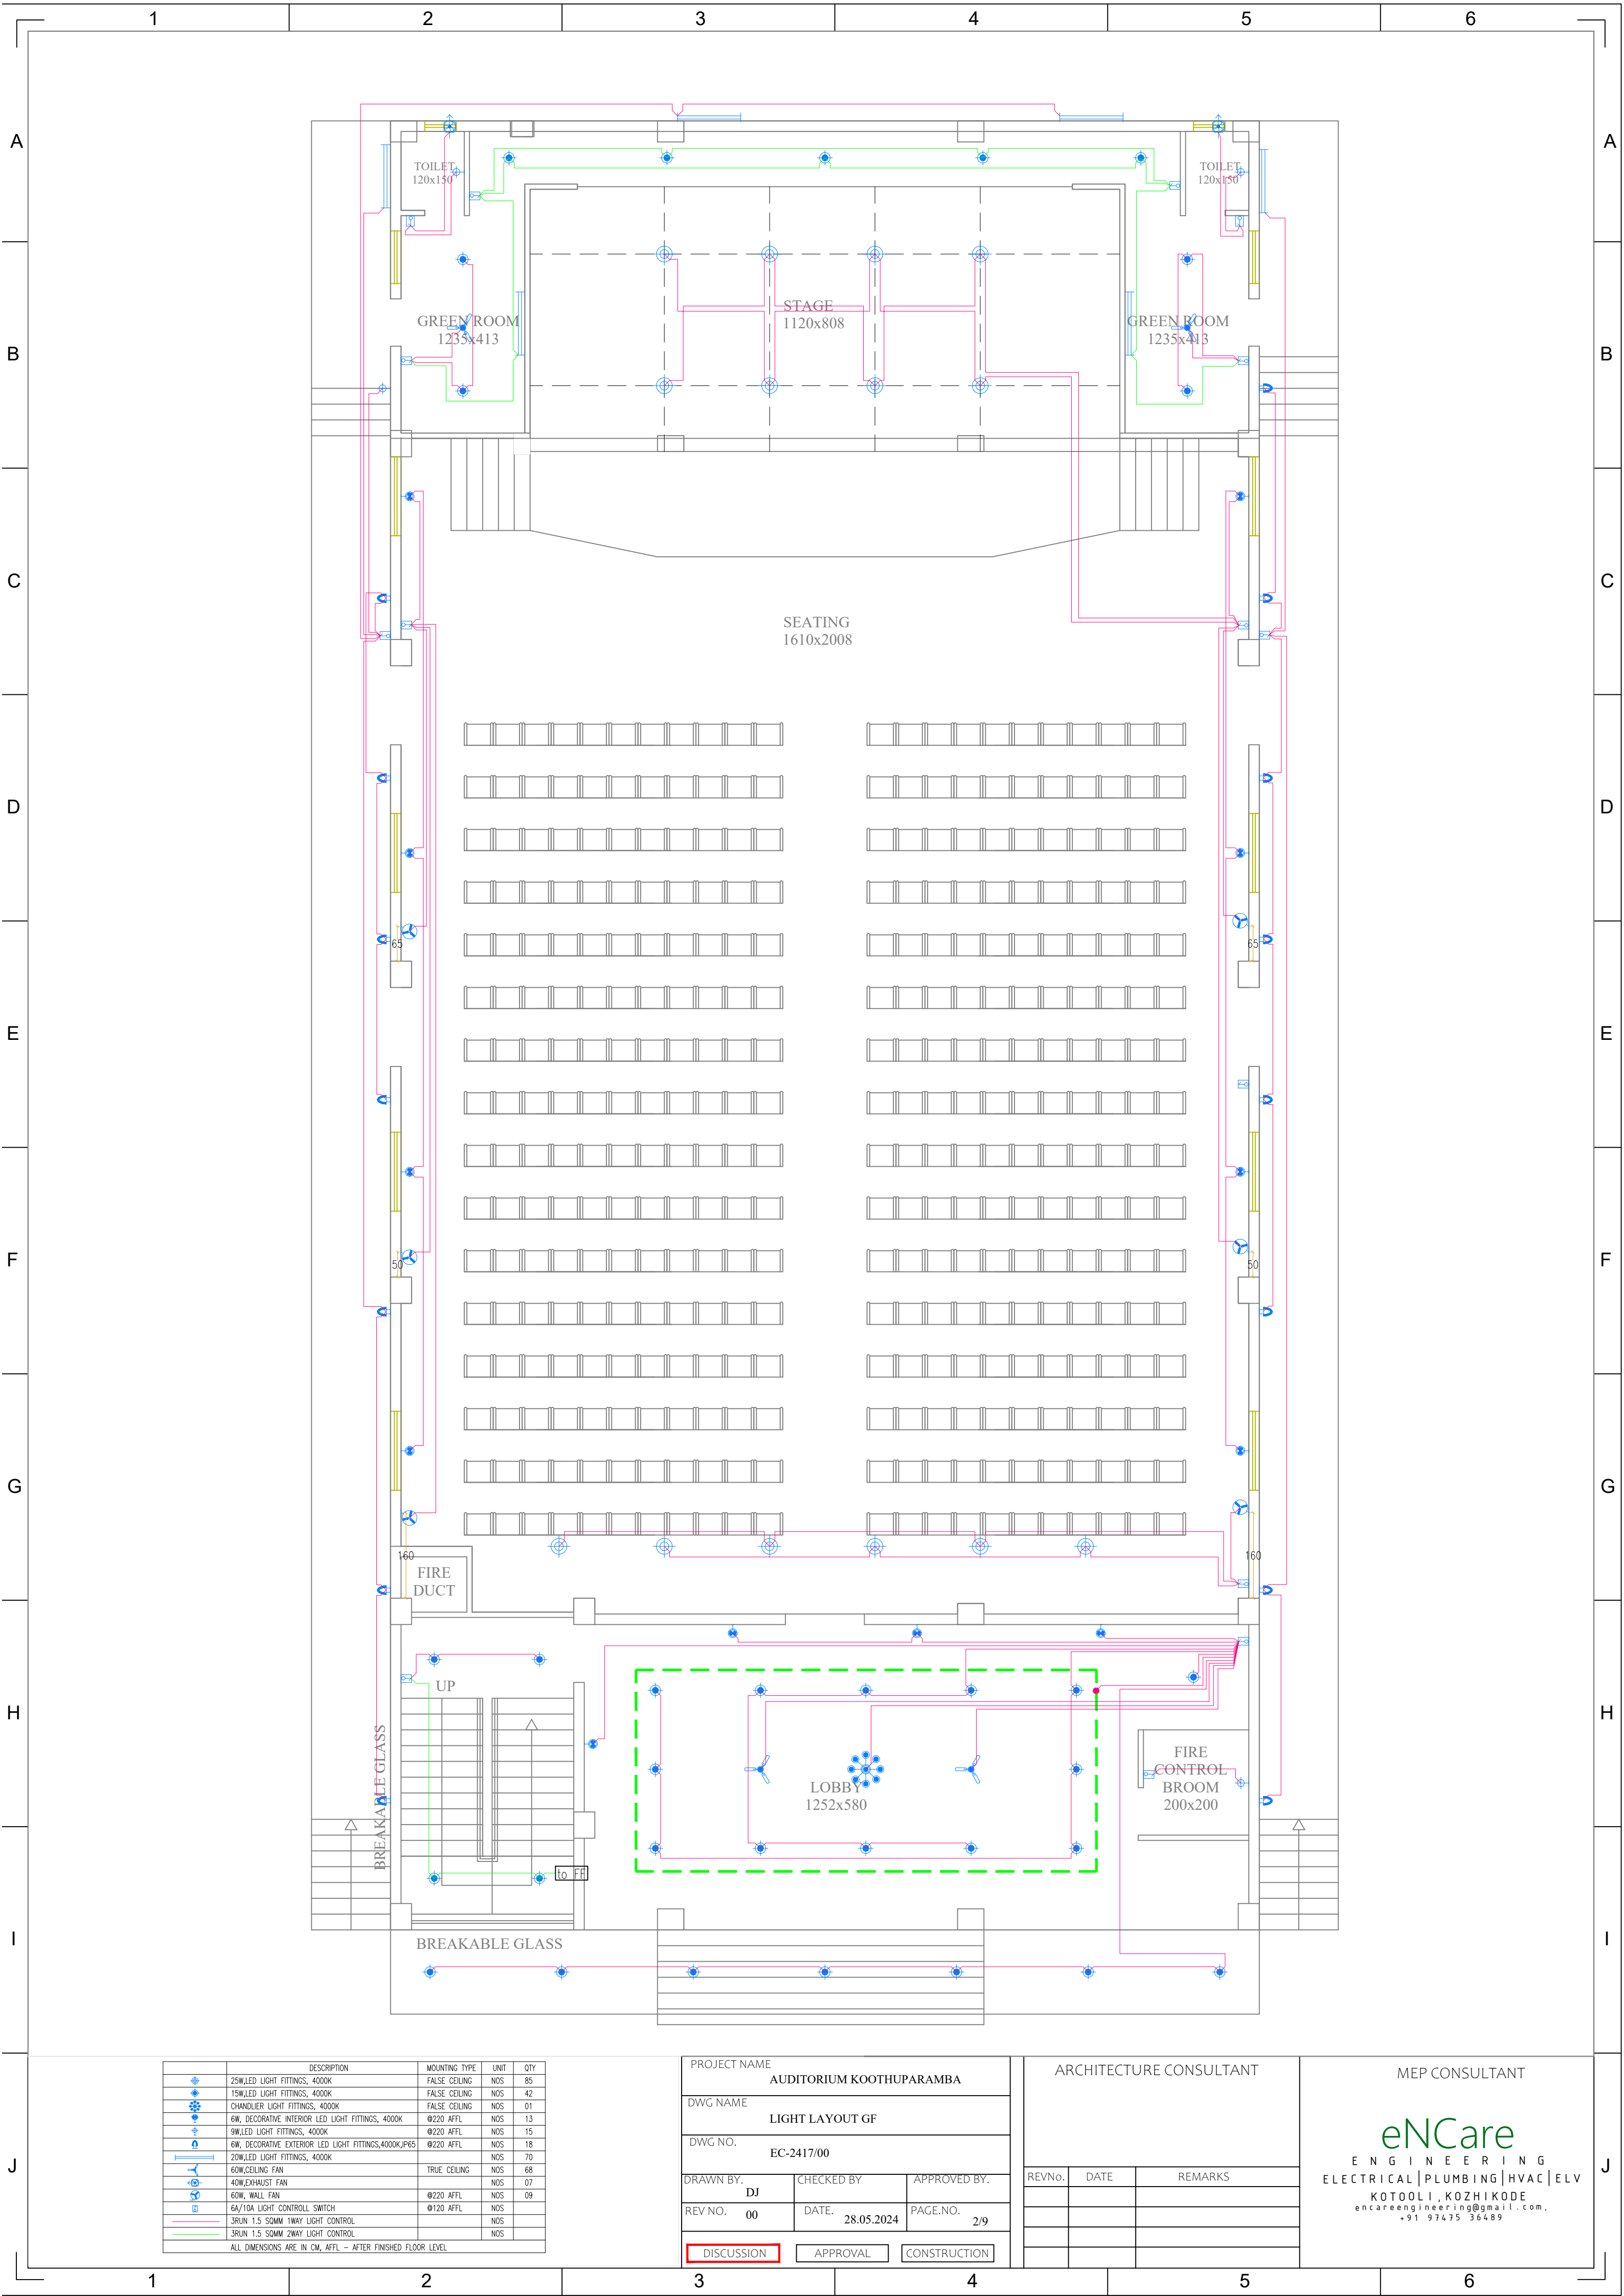 1 2 3 4 5 6
A A
TOILET
120x150
TOILET
120x150
B B
STAGE
1120x808
GREEN ROOM
1235x413
GREEN ROOM
1235x413
C C
SEATING
1610x2008
D D
65 65
E E
F F
50 50
G G
160 160
FIRE
DUCT
H H
UP
BREAKABLE GLASS
LOBBY
1252x580
FIRE
CONTROL
BROOM
200x200
to FF
I I
BREAKABLE GLASS
J J
DESCRIPTION MOUNTING TYPE UNIT QTY
25W,LED LIGHT FITTINGS, 4000K FALSE CEILING NOS 85
15W,LED LIGHT FITTINGS, 4000K FALSE CEILING NOS 42
CHANDLIER LIGHT FITTINGS, 4000K FALSE CEILING NOS 01
6W, DECORATIVE INTERIOR LED LIGHT FITTINGS, 4000K @220 AFFL NOS 13
9W,LED LIGHT FITTINGS, 4000K @220 AFFL NOS 15
6W, DECORATIVE EXTERIOR LED LIGHT FITTINGS,4000K,IP65 @220 AFFL NOS 18
20W,LED LIGHT FITTINGS, 4000K NOS 70
60W,CEILING FAN TRUE CEILING NOS 68
40W,EXHAUST FAN NOS 07
60W, WALL FAN @220 AFFL NOS 09
6A/10A LIGHT CONTROLL SWITCH @120 AFFL NOS
3RUN 1.5 SQMM 1WAY LIGHT CONTROL NOS
3RUN 1.5 SQMM 2WAY LIGHT CONTROL NOS
ALL DIMENSIONS ARE IN CM, AFFL - AFTER FINISHED FLOOR LEVEL
PROJECT NAME
AUDITORIUM KOOTHUPARAMBA
DWG NAME
LIGHT LAYOUT GF
DWG NO.
EC-2417/00
DRAWN BY. CHECKED BY APPROVED BY.
DJ
REV NO. 00 DATE. 28.05.2024 PAGE.NO. 2/9
DISCUSSION APPROVAL CONSTRUCTION
ARCHITECTURE CONSULTANT
REVNo. DATE REMARKS
MEP CONSULTANT
eNCare
ENGINEERING
ELECTRICAL|PLUMBING|HVAC|ELV
KOTOOLI,KOZHIKODE
encareengineering@gmail.com,
+91 97475 36489
1 2 3 4 5 6